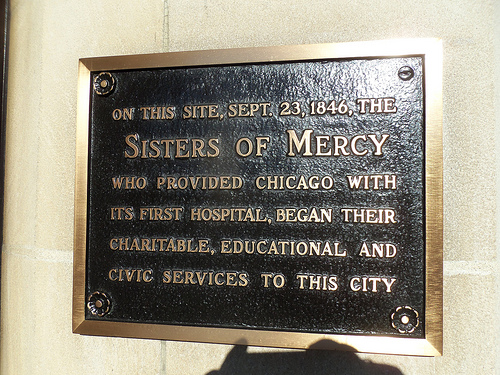 ON THIS SITE, SEPT. 23, 1846, THE
SISTERS OF MERCY
WHO PROVIDED CHICAGO WITH
ITS FIRST HOSPITAL, BEGAN THEIR
CHARITABLE, EDUCATIONAL AND
CIVIC SERVICES TO THIS CITY